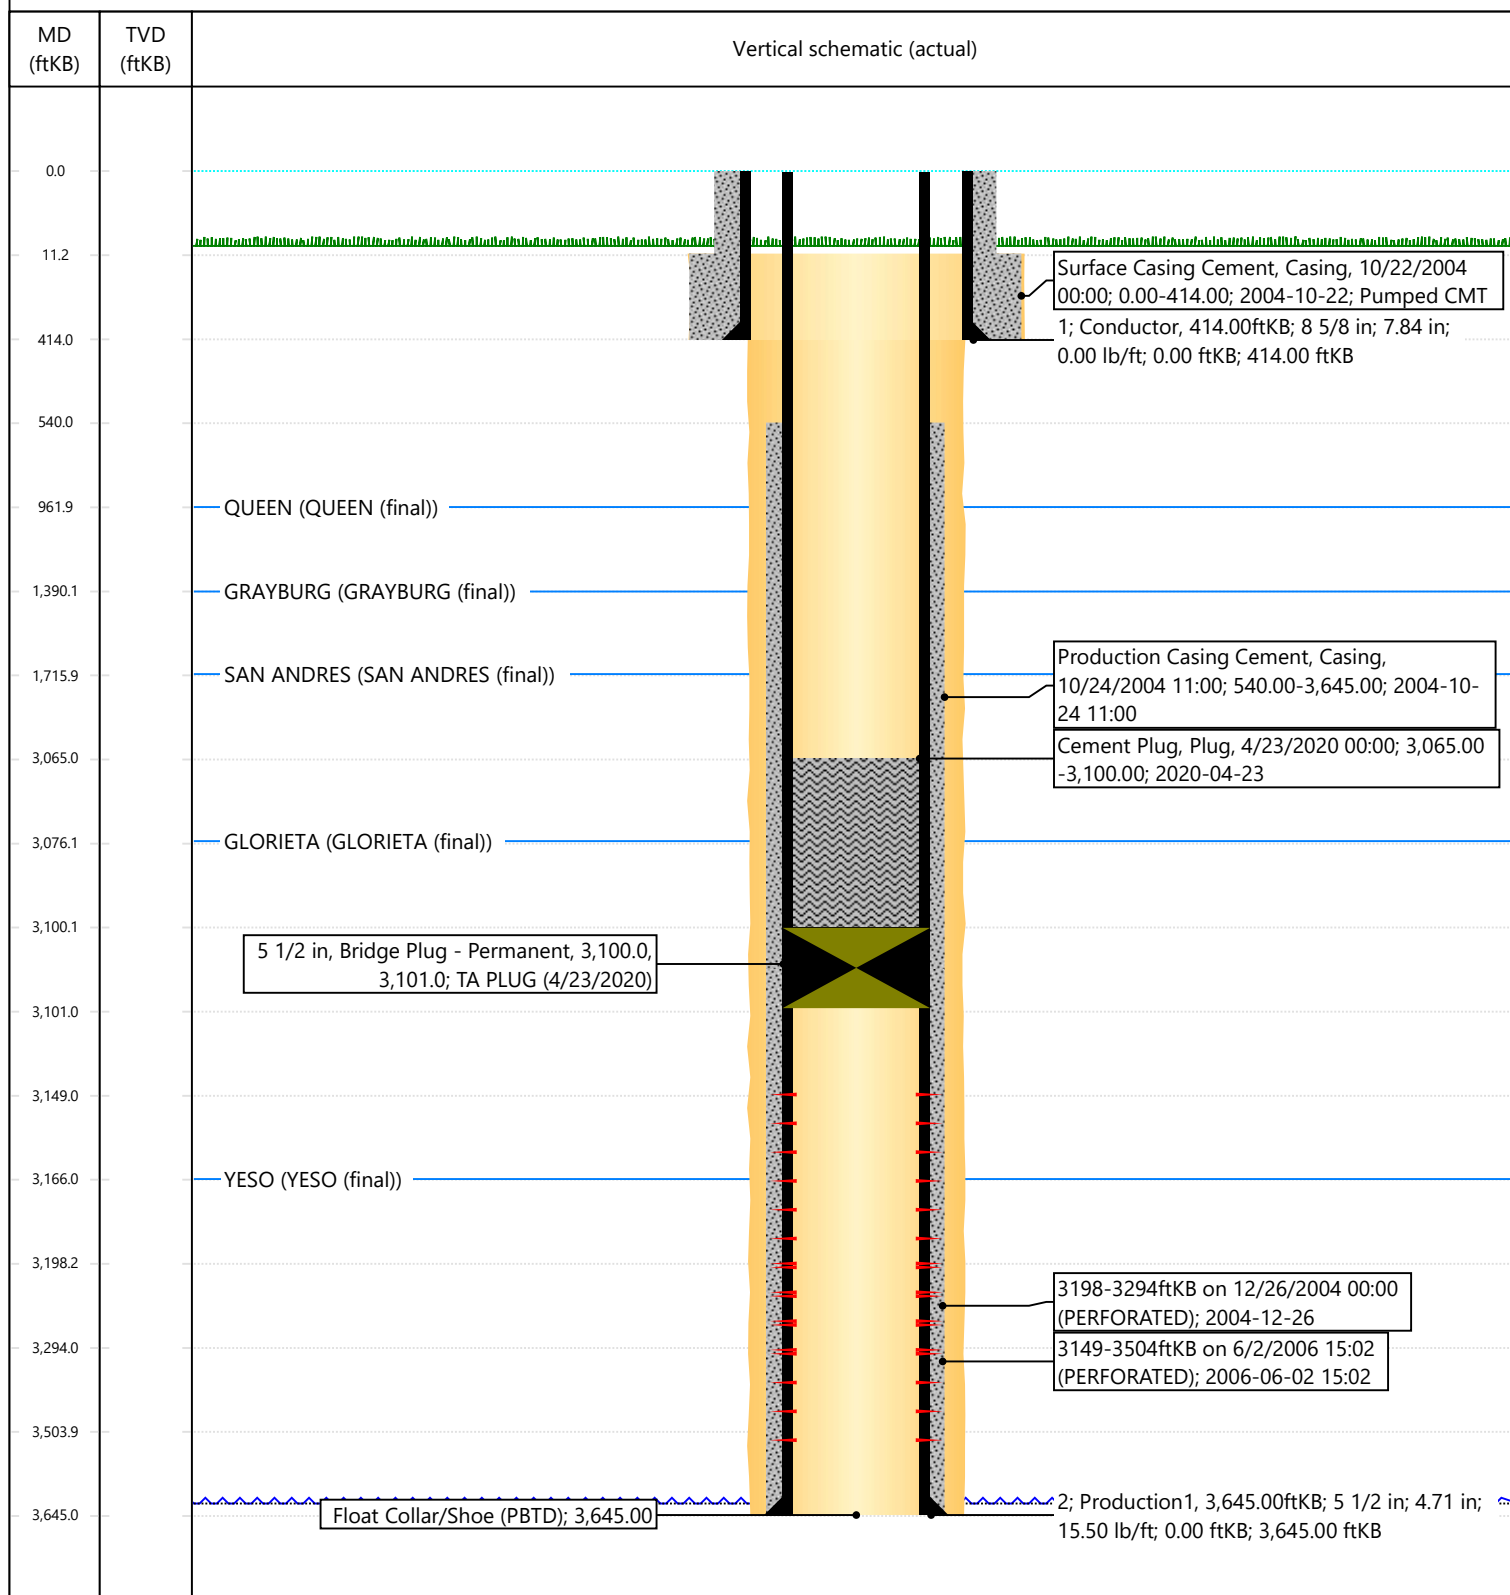 MD
(ftKB)
TVD
(ftKB)
Vertical schematic (actual)
0.0
11.2
Surface Casing Cement, Casing, 10/22/2004
00:00; 0.00-414.00; 2004-10-22; Pumped CMT
1; Conductor, 414.00ftKB; 8 5/8 in; 7.84 in;
0.00 lb/ft; 0.00 ftKB; 414.00 ftKB
414.0
540.0
961.9
QUEEN (QUEEN (final))
1,390.1
GRAYBURG (GRAYBURG (final))
1,715.9
SAN ANDRES (SAN ANDRES (final))
Production Casing Cement, Casing,
10/24/2004 11:00; 540.00-3,645.00; 2004-10-
24 11:00
3,065.0
Cement Plug, Plug, 4/23/2020 00:00; 3,065.00
-3,100.00; 2020-04-23
3,076.1
GLORIETA (GLORIETA (final))
3,100.1
5 1/2 in, Bridge Plug - Permanent, 3,100.0,
3,101.0; TA PLUG (4/23/2020)
3,101.0
3,149.0
3,166.0
YESO (YESO (final))
3,198.2
3198-3294ftKB on 12/26/2004 00:00
(PERFORATED); 2004-12-26
3,294.0
3149-3504ftKB on 6/2/2006 15:02
(PERFORATED); 2006-06-02 15:02
3,503.9
3,645.0
Float Collar/Shoe (PBTD); 3,645.00
2; Production1, 3,645.00ftKB; 5 1/2 in; 4.71 in;
15.50 lb/ft; 0.00 ftKB; 3,645.00 ftKB